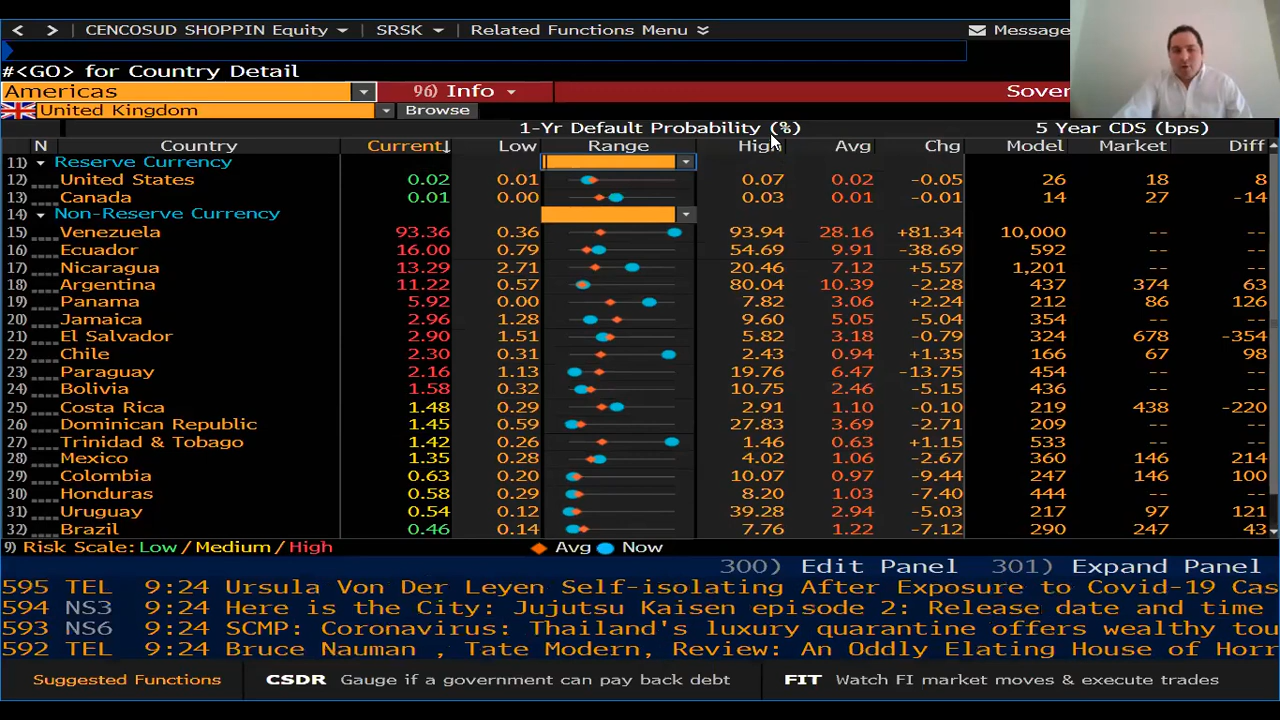 < > CENCOSUD SHOPPIN Equity SRSK Related Functions Menu Message
#<GO> for Country Detail
Americas 96) Info Sover
United Kingdom Browse
1-Yr Default Probability (%) 5 Year CDS (bps)
N Country Current↓ Low Range High Avg Chg Model Market Diff
11) Reserve Currency
12) United States 0.02 0.01 0.07 0.02 -0.05 26 18 8
13) Canada 0.01 0.00 0.03 0.01 -0.01 14 27 -14
14) Non-Reserve Currency
15) Venezuela 93.36 0.36 93.94 28.16 +81.34 10,000 -- --
16) Ecuador 16.00 0.79 54.69 9.91 -38.69 592 -- --
17) Nicaragua 13.29 2.71 20.46 7.12 +5.57 1,201 -- --
18) Argentina 11.22 0.57 80.04 10.39 -2.28 437 374 63
19) Panama 5.92 0.00 7.82 3.06 +2.24 212 86 126
20) Jamaica 2.96 1.28 9.60 5.05 -5.04 354 -- --
21) El Salvador 2.90 1.51 5.82 3.18 -0.79 324 678 -354
22) Chile 2.30 0.31 2.43 0.94 +1.35 166 67 98
23) Paraguay 2.16 1.13 19.76 6.47 -13.75 454 -- --
24) Bolivia 1.58 0.32 10.75 2.46 -5.15 436 -- --
25) Costa Rica 1.48 0.29 2.91 1.10 -0.10 219 438 -220
26) Dominican Republic 1.45 0.59 27.83 3.69 -2.71 209 -- --
27) Trinidad & Tobago 1.42 0.26 1.46 0.63 +1.15 533 -- --
28) Mexico 1.35 0.28 4.02 1.06 -2.67 360 146 214
29) Colombia 0.63 0.20 10.07 0.97 -9.44 247 146 100
30) Honduras 0.58 0.29 8.20 1.03 -7.40 444 -- --
31) Uruguay 0.54 0.12 39.28 2.94 -5.03 217 97 121
32) Brazil 0.46 0.14 7.76 1.22 -7.12 290 247 43
9) Risk Scale: Low / Medium / High Avg Now
300) Edit Panel 301) Expand Panel
595 TEL 9:24 Ursula Von Der Leyen Self-isolating After Exposure to Covid-19 Cas
594 NS3 9:24 Here is the City: Jujutsu Kaisen episode 2: Release date and time
593 NS6 9:24 SCMP: Coronavirus: Thailand's luxury quarantine offers wealthy tou
592 TEL 9:24 Bruce Nauman , Tate Modern, Review: An Oddly Elating House of Horr
Suggested Functions CSDR Gauge if a government can pay back debt FIT Watch FI market moves & execute trades